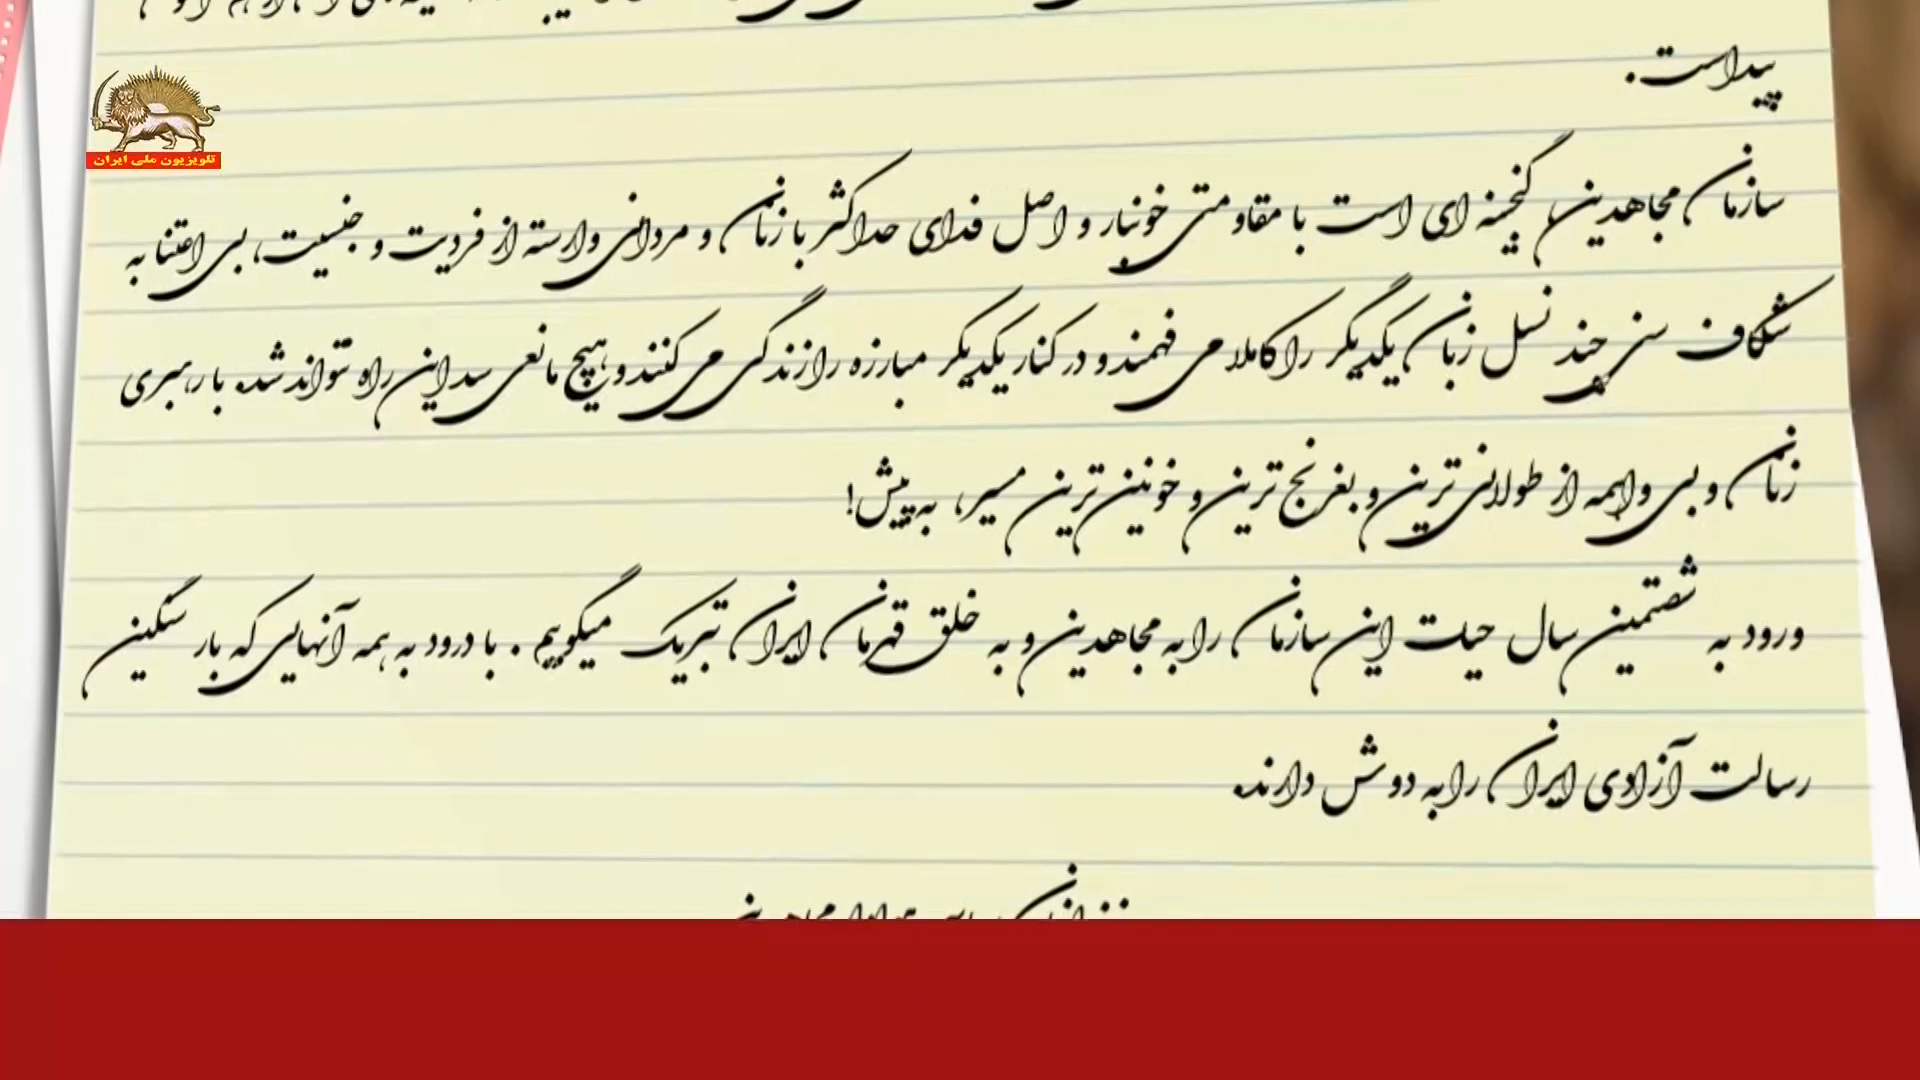 پیداست.
تلویزیون ملی ایران
سازمان مجاهدین، گنجینه ای است با مقاومتی خونبار و اصل فدای حداکثر با زنان و مردانی وارسته از فردیت و جنسیت، بی اعتنا به
شکاف سنی چند نسل زبان یکدیگر را کاملا می فهمند و در کنار یکدیگر مبارزه را زندگی می کنند و هیچ مانعی سد این راه نتواند شد. با رهبری
زنان و بی واهمه از طولانی ترین و بغرنج ترین و خونین ترین مسیر، به پیش!
ورود به شصتمین سال حیات این سازمان را به مجاهدین و به خلق قهرمان ایران تبریک میگوییم . با درود به همه آنهایی که بار سنگین
رسالت آزادی ایران را به دوش دارند.